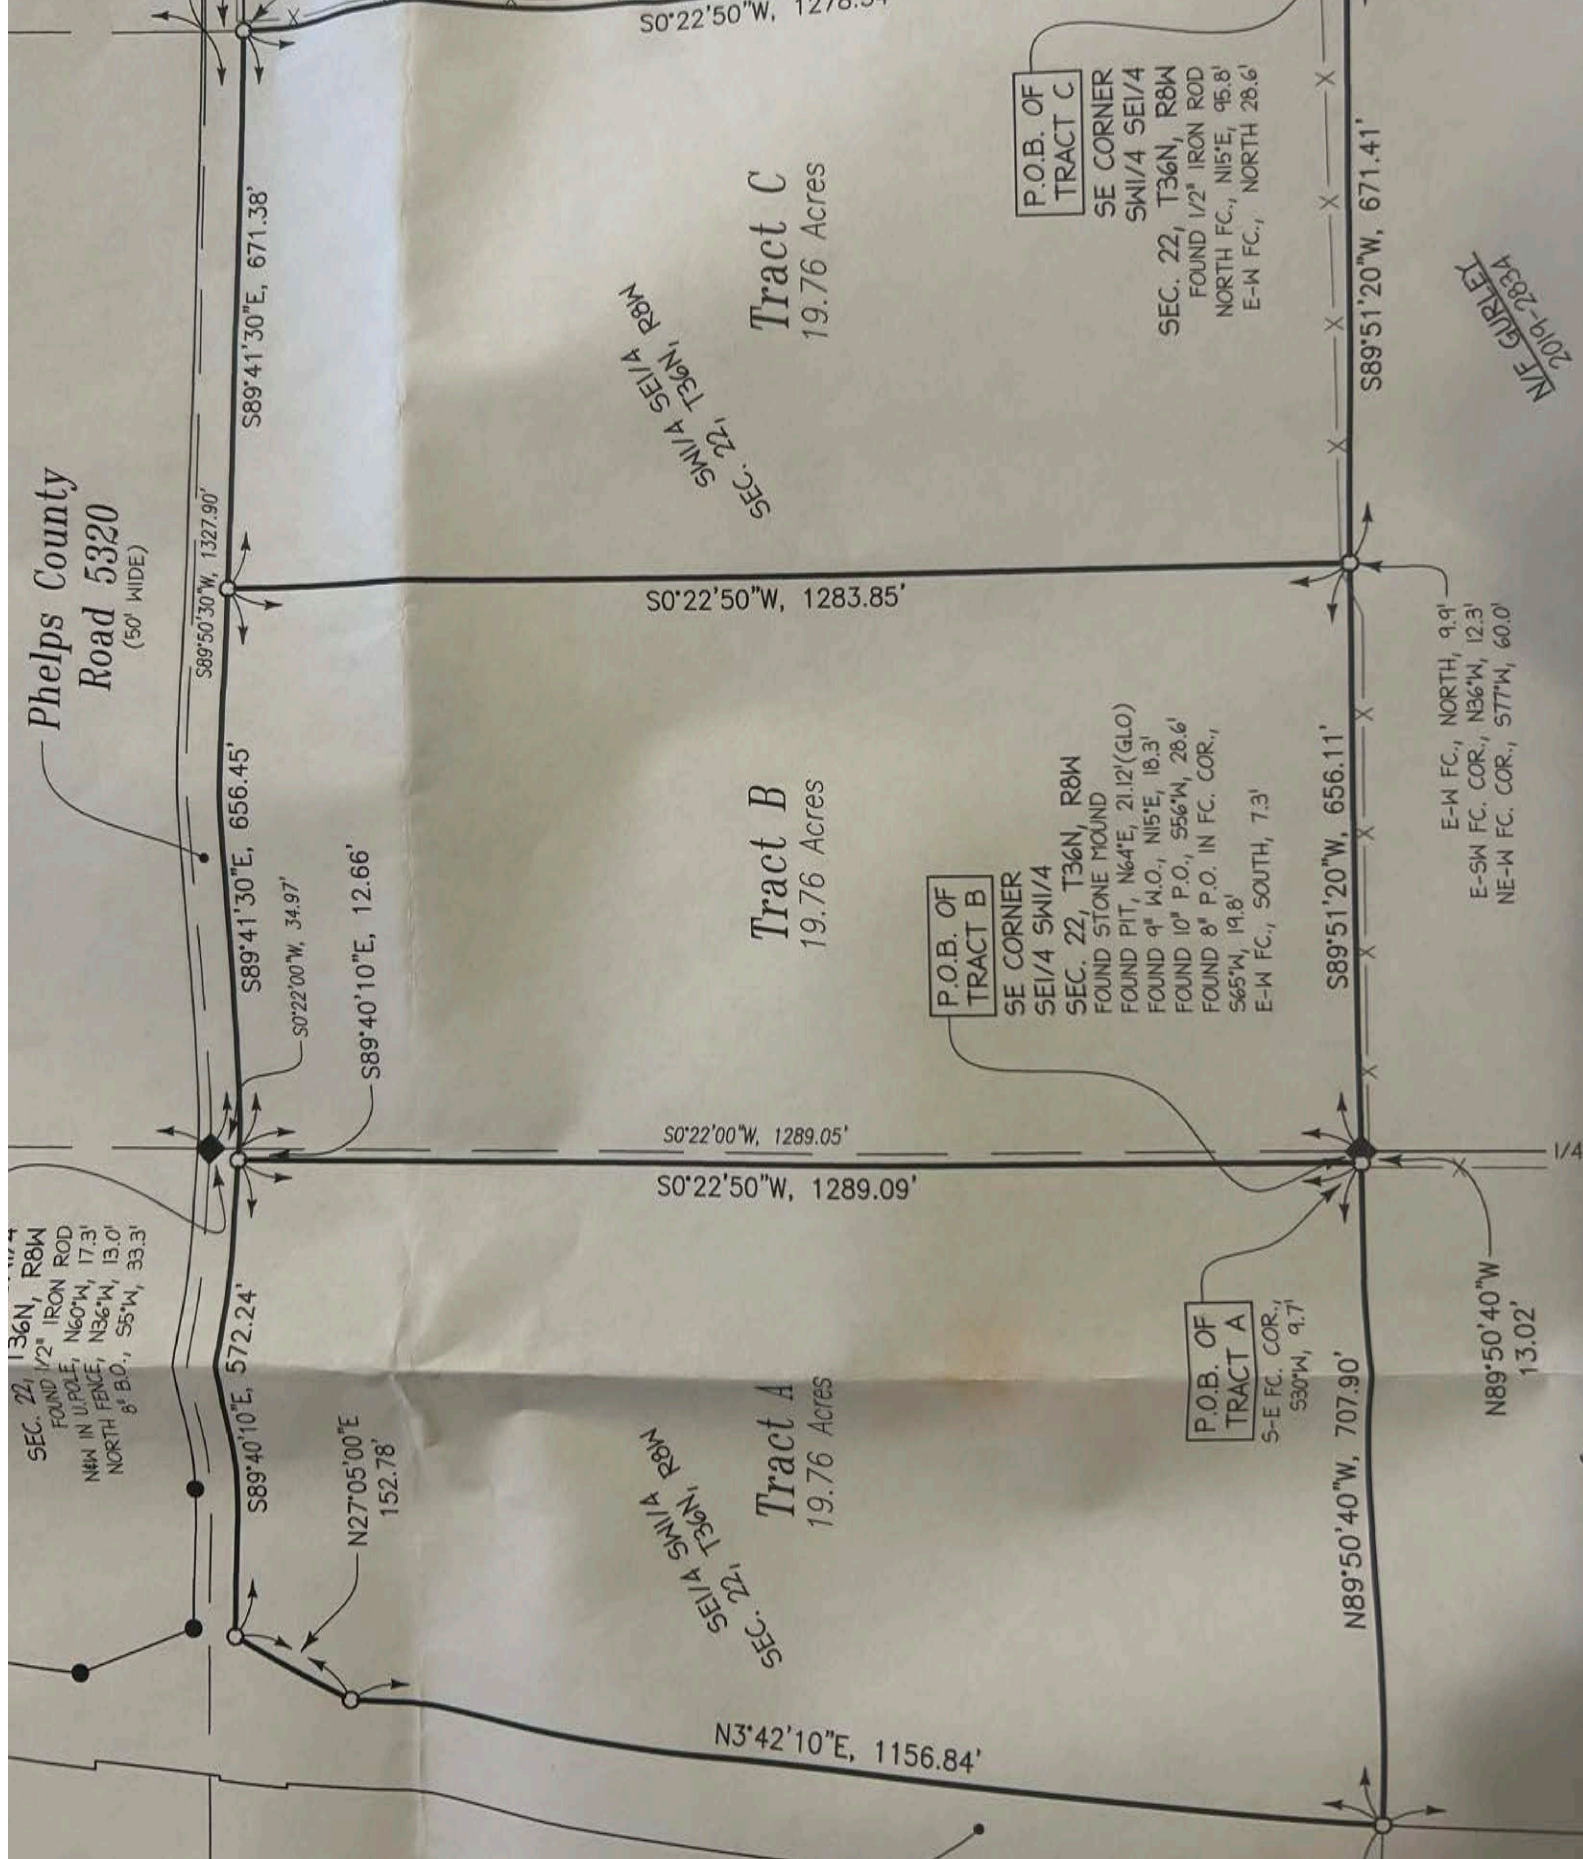 S0°22'50"W, 1278.54'
P.O.B. OF
TRACT C
SE CORNER
SW1/4 SE1/4
SEC. 22, T36N, R8W
FOUND 1/2" IRON ROD
NORTH FC., N15°E, 95.8'
E-W FC., NORTH 28.6'
S89°41'30"E, 671.38'
Tract C
19.76 Acres
SW1/4 SE1/4
SEC. 22, T36N, R8W
S89°51'20"W, 671.41'
N/F GURLEY
2019-2834
Phelps County
Road 5320
(50' WIDE)
S89°50'30"W, 1327.90'
S0°22'50"W, 1283.85'
S89°41'30"E, 656.45'
S0°22'00"W, 34.97'
S89°40'10"E, 12.66'
Tract B
19.76 Acres
P.O.B. OF
TRACT B
SE CORNER
SE1/4 SW1/4
SEC. 22, T36N, R8W
FOUND STONE MOUND
FOUND PIT, N64°E, 21.12'(GLO)
FOUND 9" W.O., N15°E, 18.3'
FOUND 10" P.O., S56°W, 28.6'
FOUND 8" P.O. IN FC. COR.,
S65°W, 19.8'
E-W FC., SOUTH, 7.3'
S89°51'20"W, 656.11'
E-W FC., NORTH, 9.9'
E-SW FC. COR., N36°W, 12.3'
NE-W FC. COR., S77°W, 60.0'
S0°22'00"W, 1289.05'
S0°22'50"W, 1289.09'
1/4
SEC. 22, T36N, R8W
FOUND 1/2" IRON ROD
N&W IN U.POLE, N60°W, 17.3'
NORTH FENCE, N36°W, 13.0'
8" B.O., S5°W, 33.3'
S89°40'10"E, 572.24'
N27°05'00"E
152.78'
Tract A
19.76 Acres
SE1/4 SW1/4
SEC. 22, T36N, R8W
P.O.B. OF
TRACT A
S-E FC. COR.,
S30°W, 9.7'
N89°50'40"W, 707.90'
N89°50'40"W
13.02'
N3°42'10"E, 1156.84'